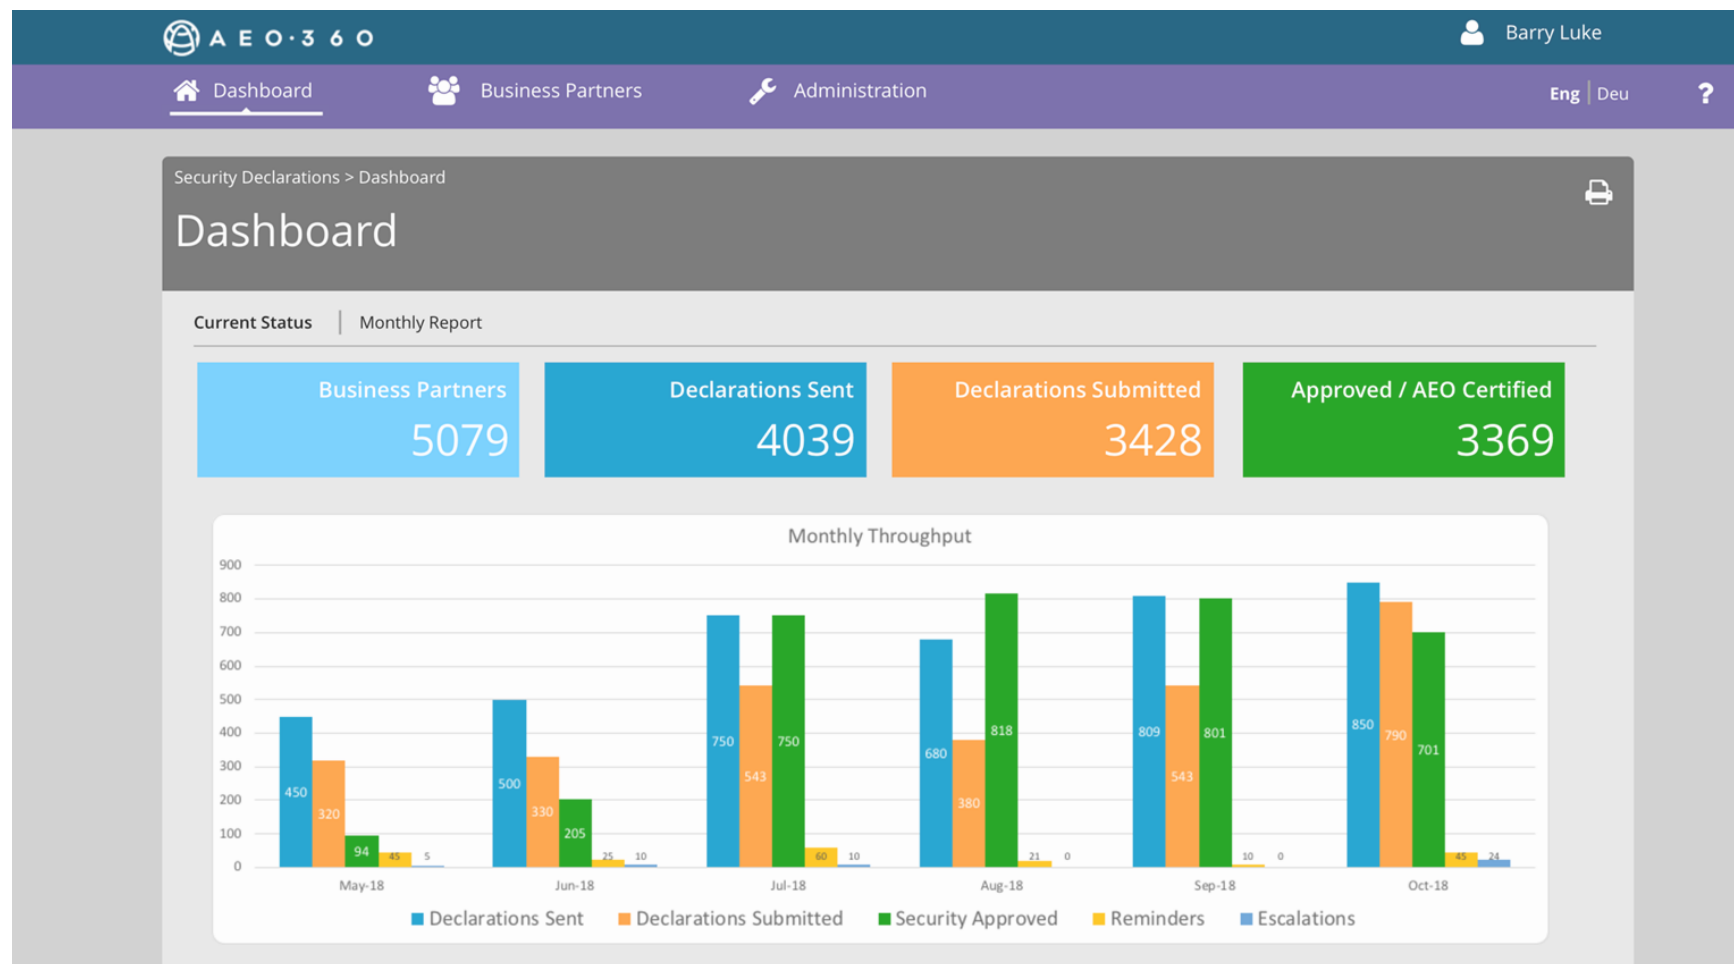 AEO·360
Barry Luke
Dashboard
Business Partners
Administration
Eng | Deu
?
Security Declarations > Dashboard
Dashboard
Current Status | Monthly Report
Business Partners
5079
Declarations Sent
4039
Declarations Submitted
3428
Approved / AEO Certified
3369
Monthly Throughput
900
800
700
600
500
400
300
200
100
0
450 320 94 45 5
500 330 205 25 10
750 543 750 60 10
680 380 818 21 0
809 543 801 10 0
850 790 701 45 24
May-18 Jun-18 Jul-18 Aug-18 Sep-18 Oct-18
Declarations Sent Declarations Submitted Security Approved Reminders Escalations